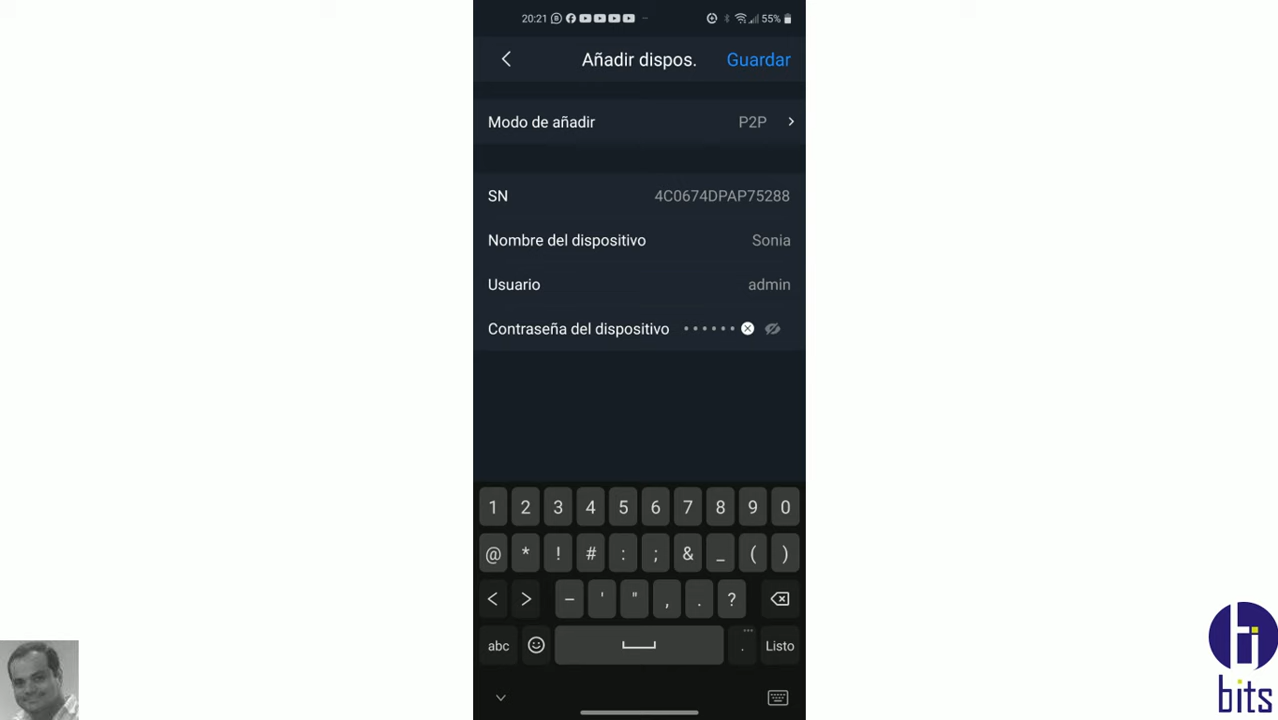 20:21 55%
Añadir dispos. Guardar
Modo de añadir P2P
SN 4C0674DPAP75288
Nombre del dispositivo Sonia
Usuario admin
Contraseña del dispositivo ••••••
1 2 3 4 5 6 7 8 9 0
@ * ! # : ; & _ ( )
< > – ' " , . ?
abc . Listo
bits